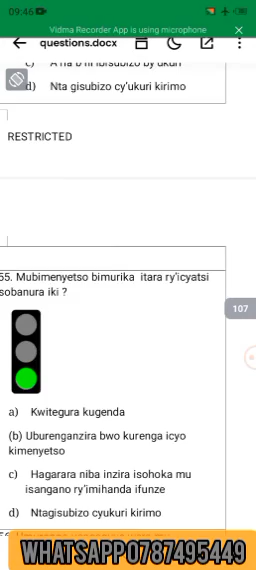 09:46
Vidma Recorder App is using microphone
questions.docx
d) Nta gisubizo cy'ukuri kirimo
RESTRICTED
55. Mubimenyetso bimurika itara ry'icyatsi
sobanura iki ?
107
a) Kwitegura kugenda
(b) Uburenganzira bwo kurenga icyo
kimenyetso
c) Hagarara niba inzira isohoka mu
isangano ry'imihanda ifunze
d) Ntagisubizo cyukuri kirimo
WHATSAPP0787495449